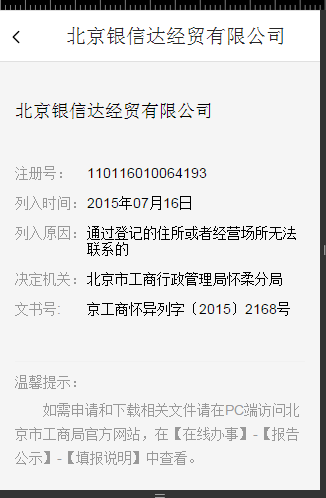 北京银信达经贸有限公司
北京银信达经贸有限公司
注册号： 110116010064193
列入时间： 2015年07月16日
列入原因： 通过登记的住所或者经营场所无法
联系的
决定机关： 北京市工商行政管理局怀柔分局
文书号: 京工商怀异列字〔2015〕2168号
温馨提示：
如需申请和下载相关文件请在PC端访问北
京市工商局官方网站，在【在线办事】-【报告
公示】-【填报说明】中查看。